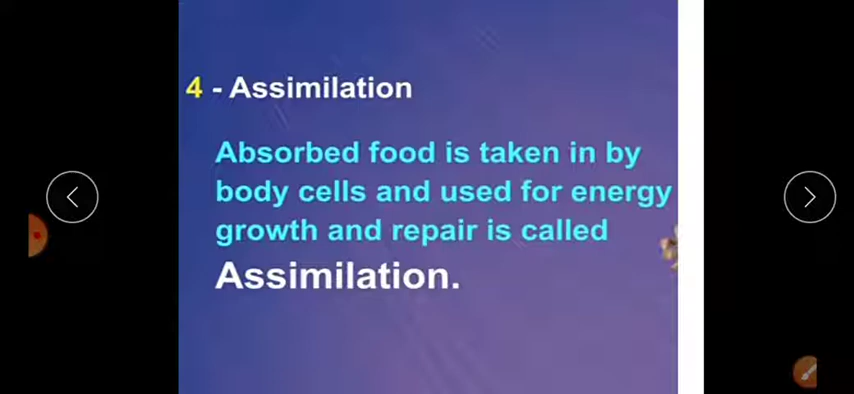 4 - Assimilation
Absorbed food is taken in by
body cells and used for energy
growth and repair is called
Assimilation.